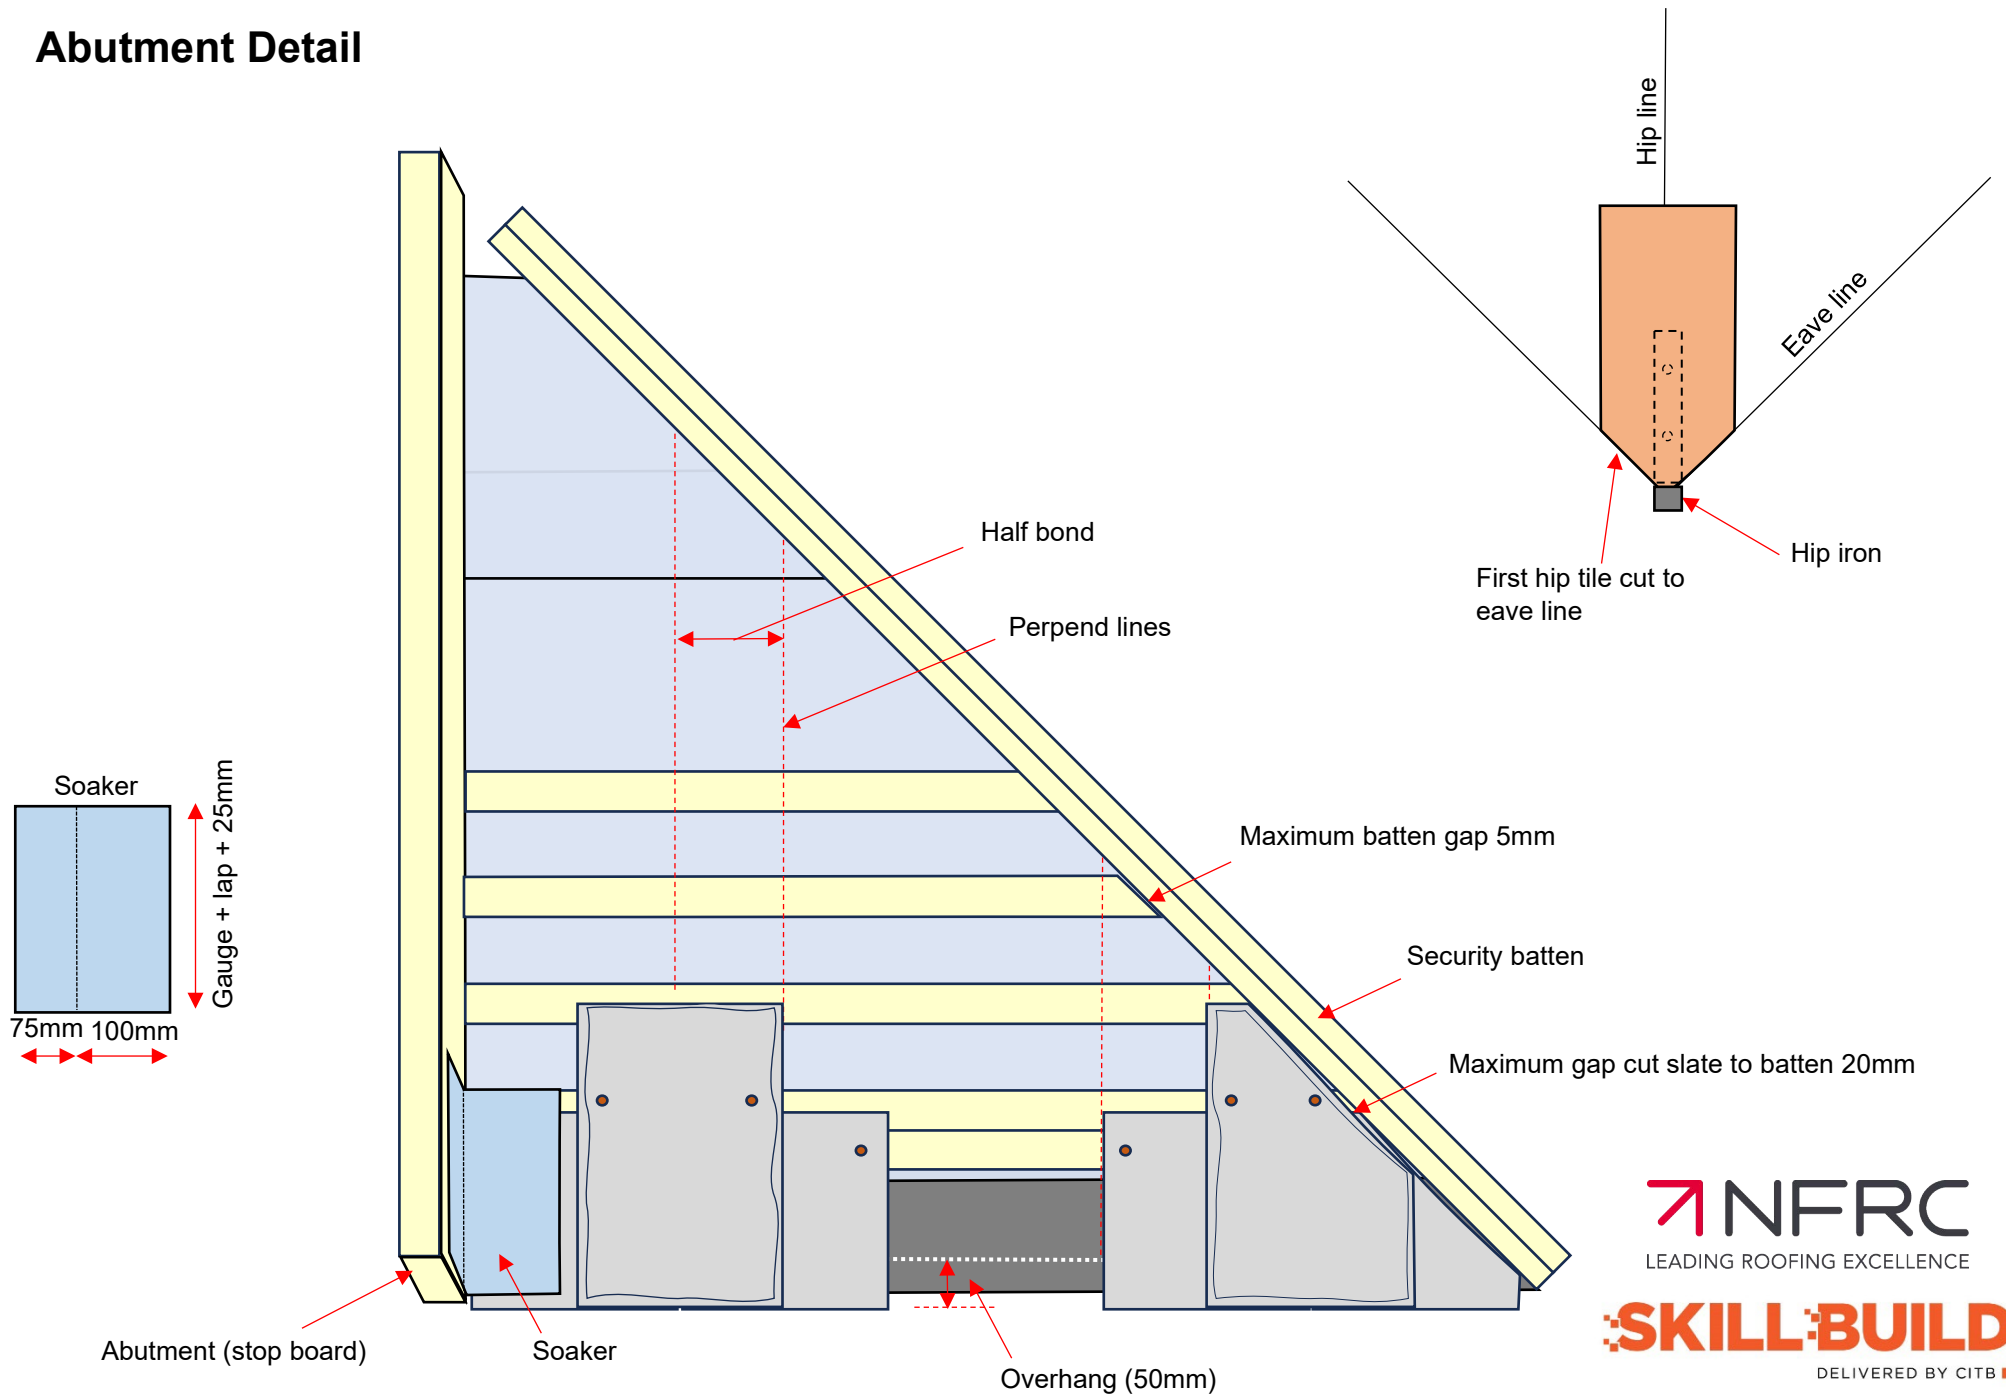 Abutment Detail
Hip line
Eave line
Half bond
Hip iron
First hip tile cut to
eave line
Perpend lines
Soaker
Gauge + lap + 25mm
75mm 100mm
Maximum batten gap 5mm
Security batten
Maximum gap cut slate to batten 20mm
NFRC
LEADING ROOFING EXCELLENCE
SKILL BUILD
DELIVERED BY CITB
Abutment (stop board)
Soaker
Overhang (50mm)